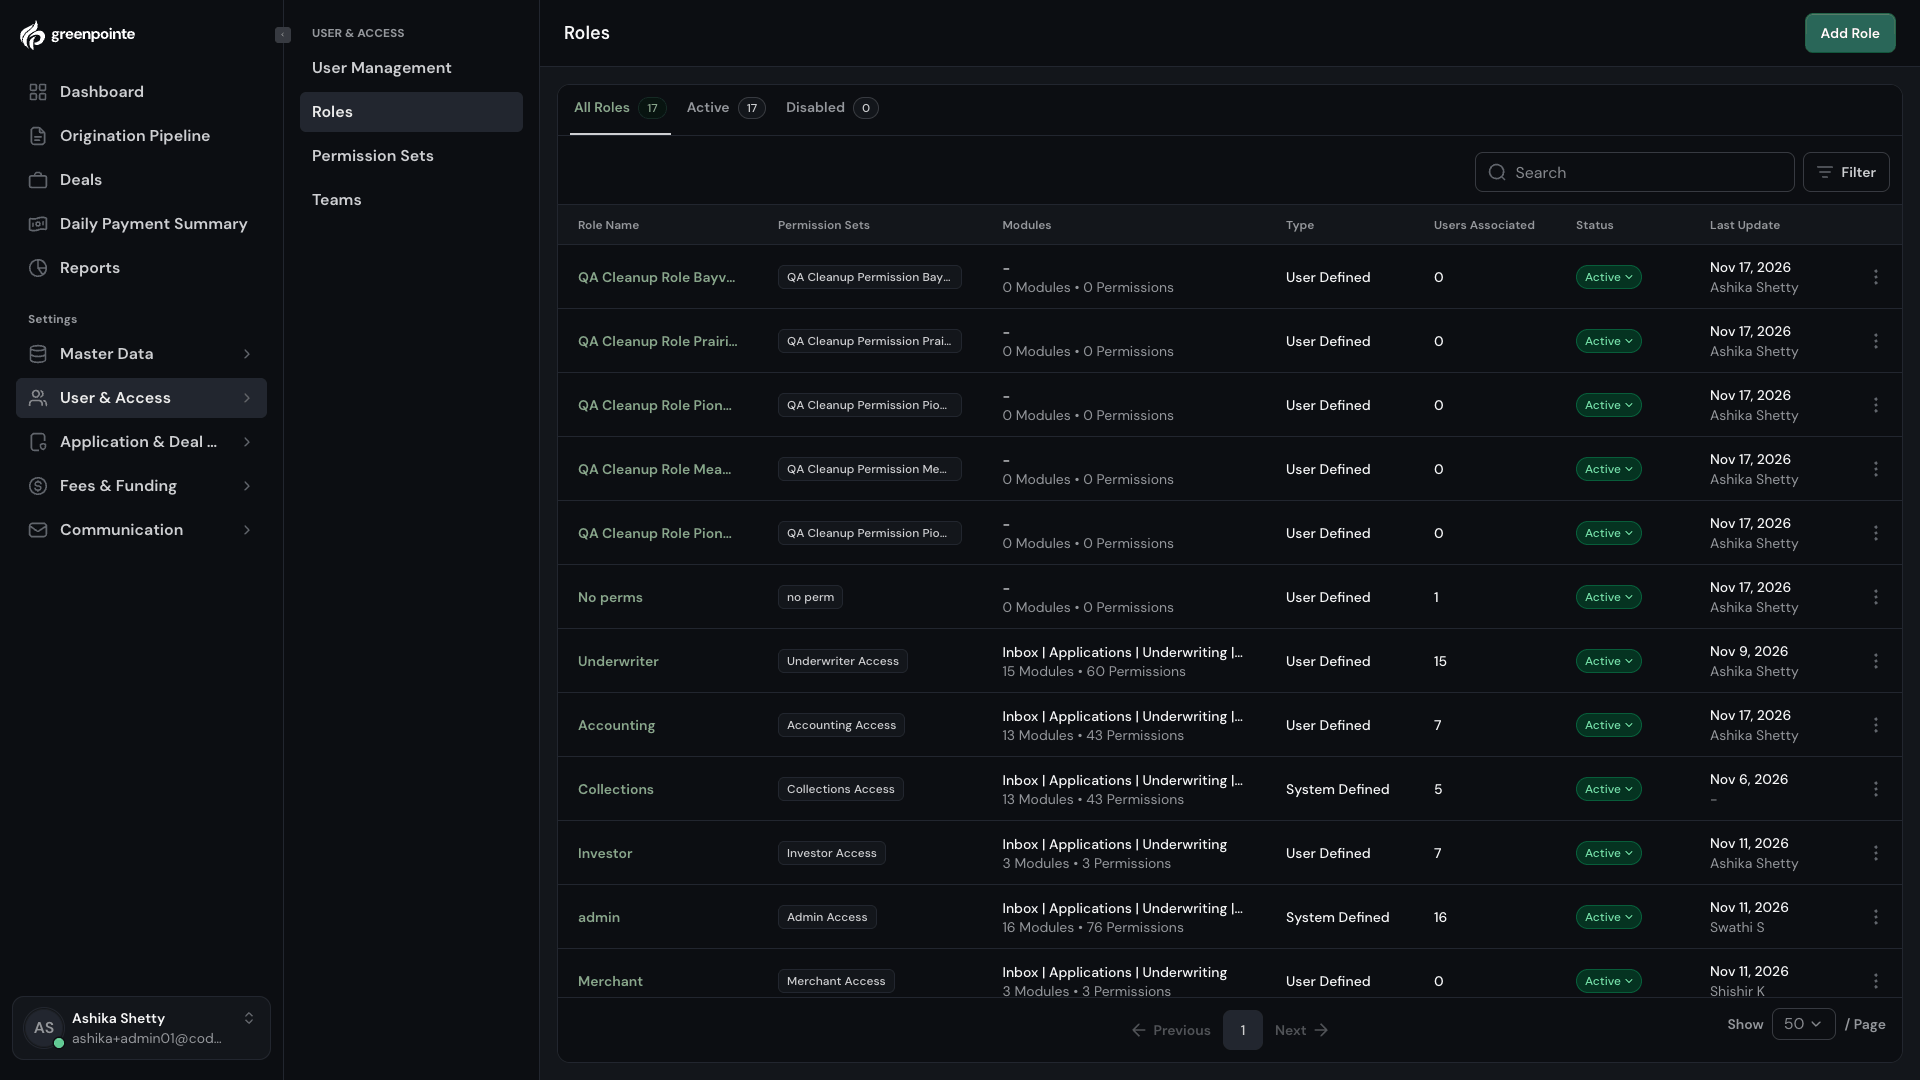 greenpointe
Dashboard
Origination Pipeline
Deals
Daily Payment Summary
Reports
Settings
Master Data
User & Access
Application & Deal ...
Fees & Funding
Communication
AS
Ashika Shetty
ashika+admin01@cod...
USER & ACCESS
User Management
Roles
Permission Sets
Teams
Roles
Add Role
All Roles 17 Active 17 Disabled 0
Search
Filter
Role Name Permission Sets Modules Type Users Associated Status Last Update
QA Cleanup Role Bayv... QA Cleanup Permission Bay... - User Defined 0 Active Nov 17, 2026
0 Modules • 0 Permissions Ashika Shetty
QA Cleanup Role Prairi... QA Cleanup Permission Prai... - User Defined 0 Active Nov 17, 2026
0 Modules • 0 Permissions Ashika Shetty
QA Cleanup Role Pion... QA Cleanup Permission Pio... - User Defined 0 Active Nov 17, 2026
0 Modules • 0 Permissions Ashika Shetty
QA Cleanup Role Mea... QA Cleanup Permission Me... - User Defined 0 Active Nov 17, 2026
0 Modules • 0 Permissions Ashika Shetty
QA Cleanup Role Pion... QA Cleanup Permission Pio... - User Defined 0 Active Nov 17, 2026
0 Modules • 0 Permissions Ashika Shetty
No perms no perm - User Defined 1 Active Nov 17, 2026
0 Modules • 0 Permissions Ashika Shetty
Underwriter Underwriter Access Inbox | Applications | Underwriting |... User Defined 15 Active Nov 9, 2026
15 Modules • 60 Permissions Ashika Shetty
Accounting Accounting Access Inbox | Applications | Underwriting |... User Defined 7 Active Nov 17, 2026
13 Modules • 43 Permissions Ashika Shetty
Collections Collections Access Inbox | Applications | Underwriting |... System Defined 5 Active Nov 6, 2026
13 Modules • 43 Permissions -
Investor Investor Access Inbox | Applications | Underwriting User Defined 7 Active Nov 11, 2026
3 Modules • 3 Permissions Ashika Shetty
admin Admin Access Inbox | Applications | Underwriting |... System Defined 16 Active Nov 11, 2026
16 Modules • 76 Permissions Swathi S
Merchant Merchant Access Inbox | Applications | Underwriting User Defined 0 Active Nov 11, 2026
3 Modules • 3 Permissions Shishir K
Previous 1 Next
Show 50 / Page